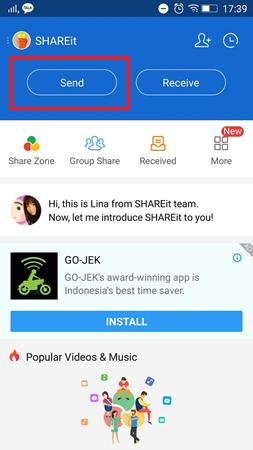 TALK 17:39
SHAREit
Send Receive
New
Share Zone Group Share Received More
Hi, this is Lina from SHAREit team.
Now, let me introduce SHAREit to you!
AD
GO-JEK
GO-JEK's award-winning app is
Indonesia's best time saver.
INSTALL
Popular Videos & Music